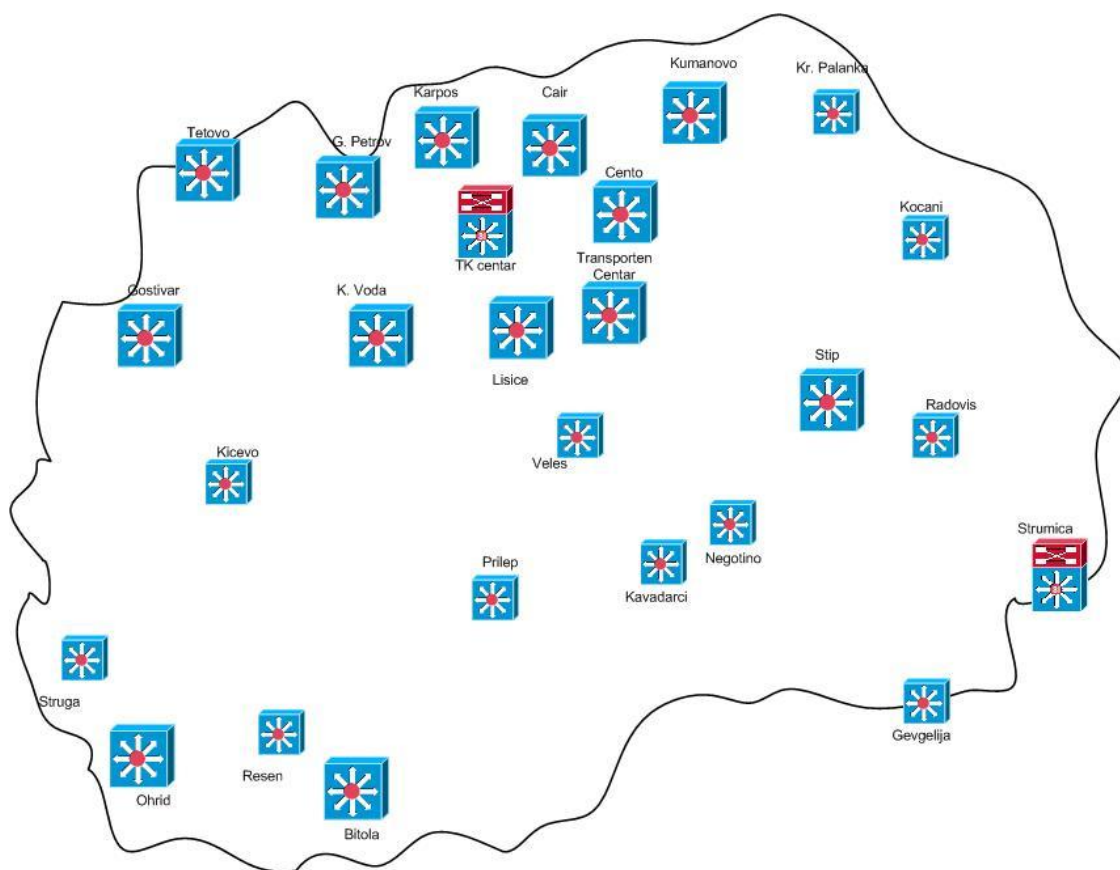 Kumanovo
Kr. Palanka
Karpos
Cair
Tetovo
G. Petrov
Cento
Kocani
TK centar
Transporten
Centar
Gostivar
K. Voda
Stip
Lisice
Radovis
Kicevo
Veles
Strumica
Negotino
Prilep
Kavadarci
Struga
Gevgelija
Resen
Ohrid
Bitola